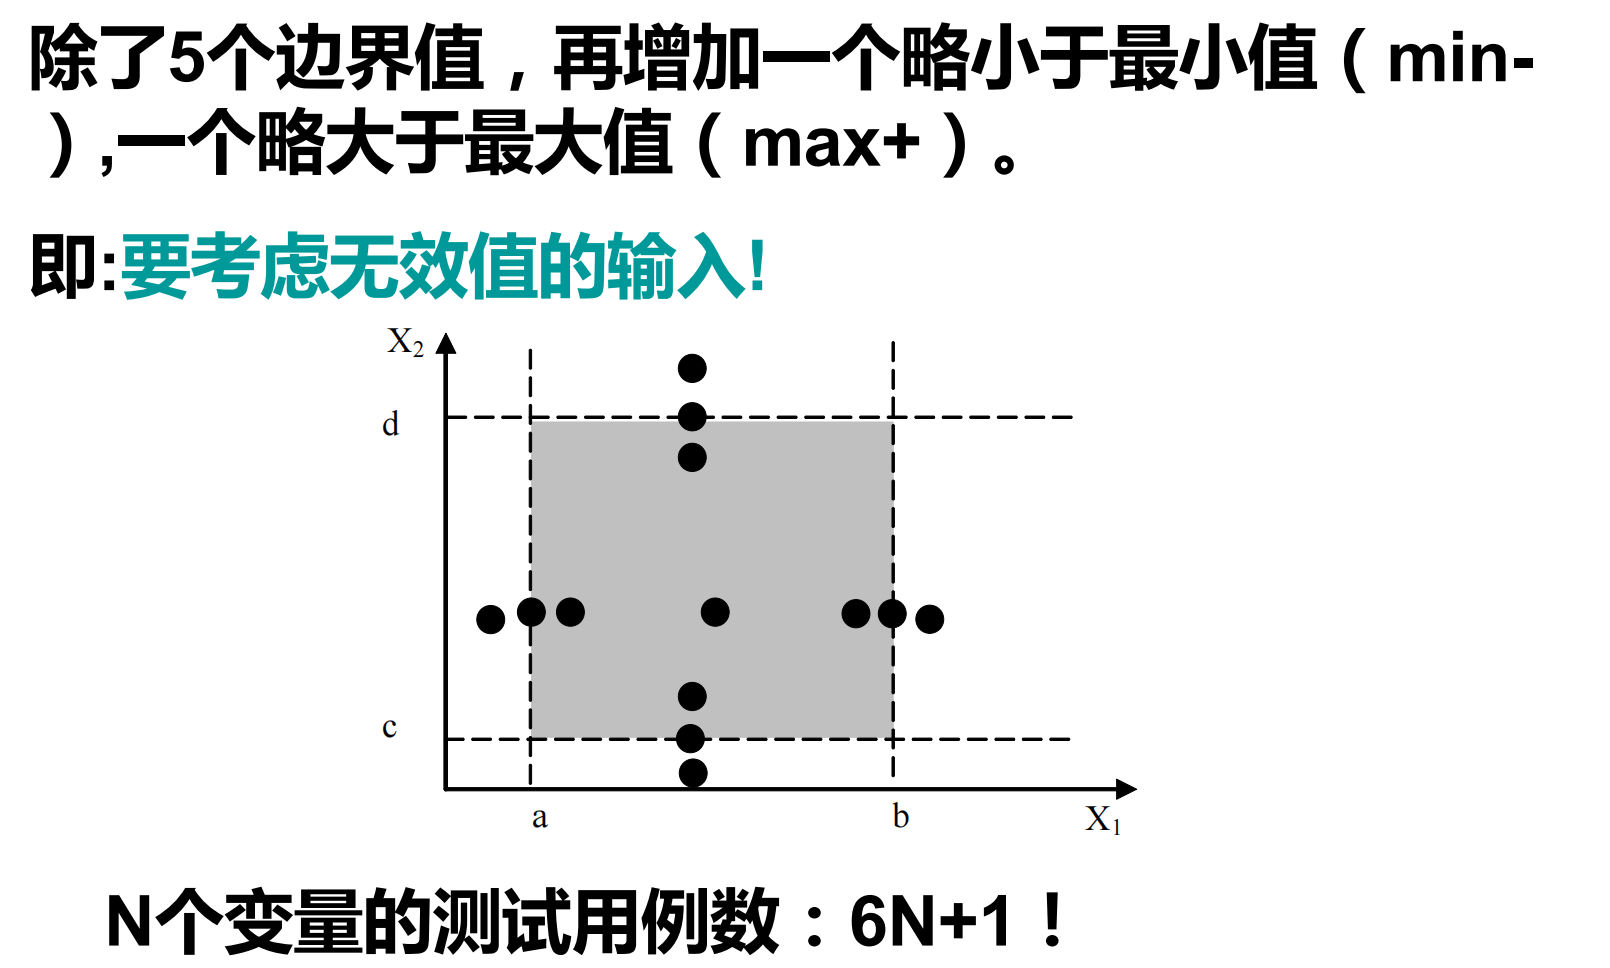 除了5个边界值，再增加一个略小于最小值（min-
）,一个略大于最大值（max+）。
即:要考虑无效值的输入!
X₂
d
c
a
b
X₁
N个变量的测试用例数：6N+1！